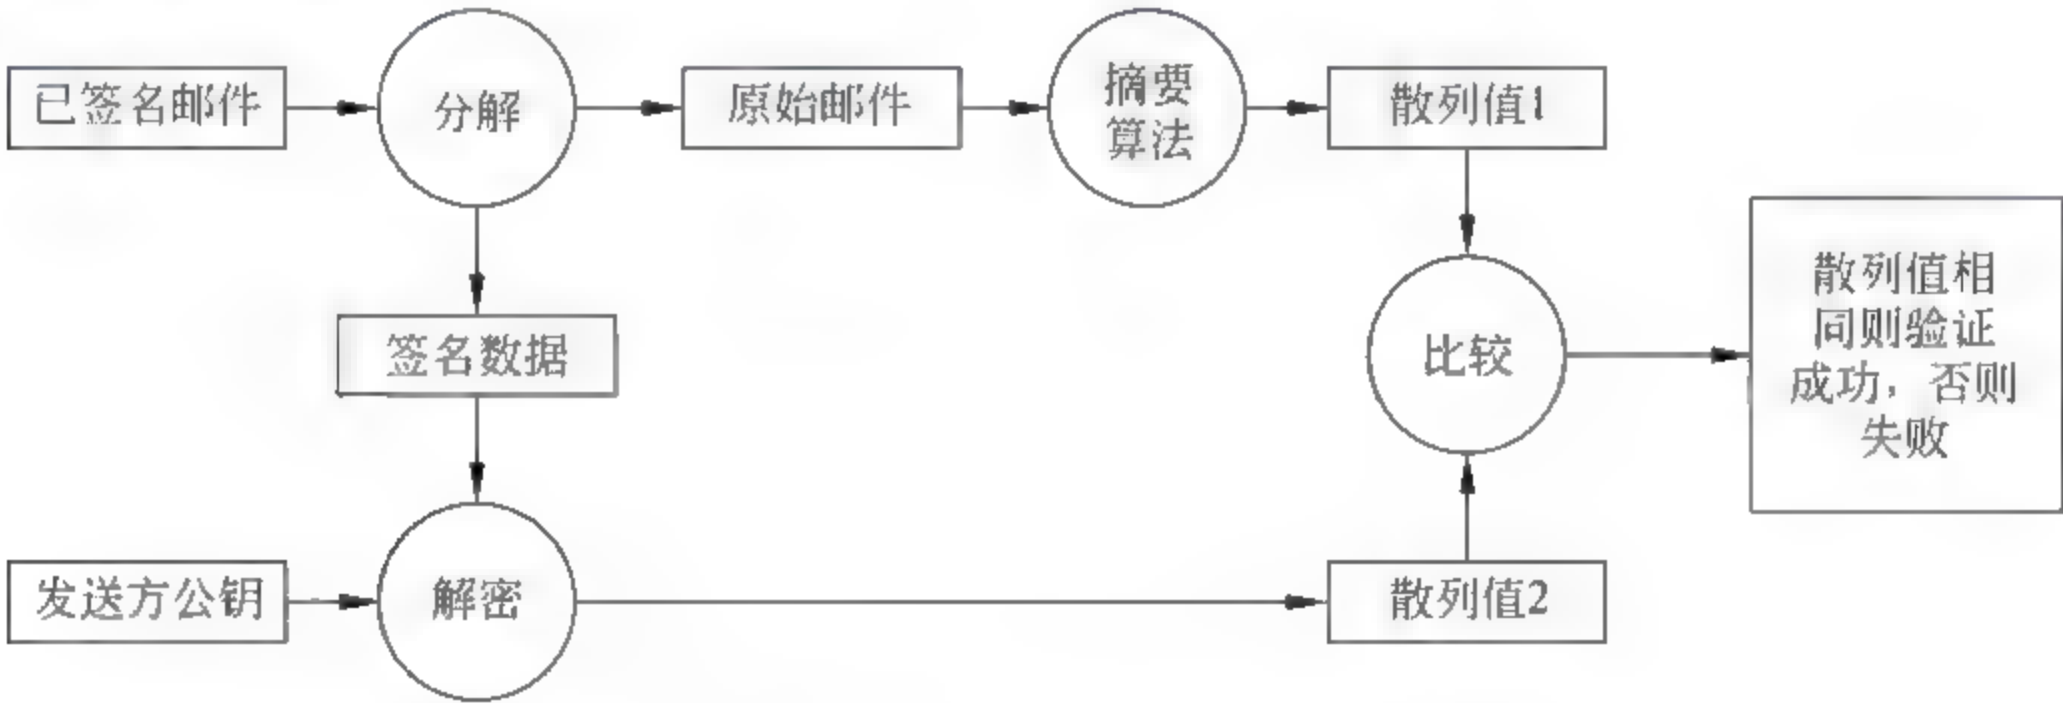 已签名邮件
分解
原始邮件
摘要
算法
散列值1
签名数据
比较
散列值相
同则验证
成功，否则
失败
发送方公钥
解密
散列值2